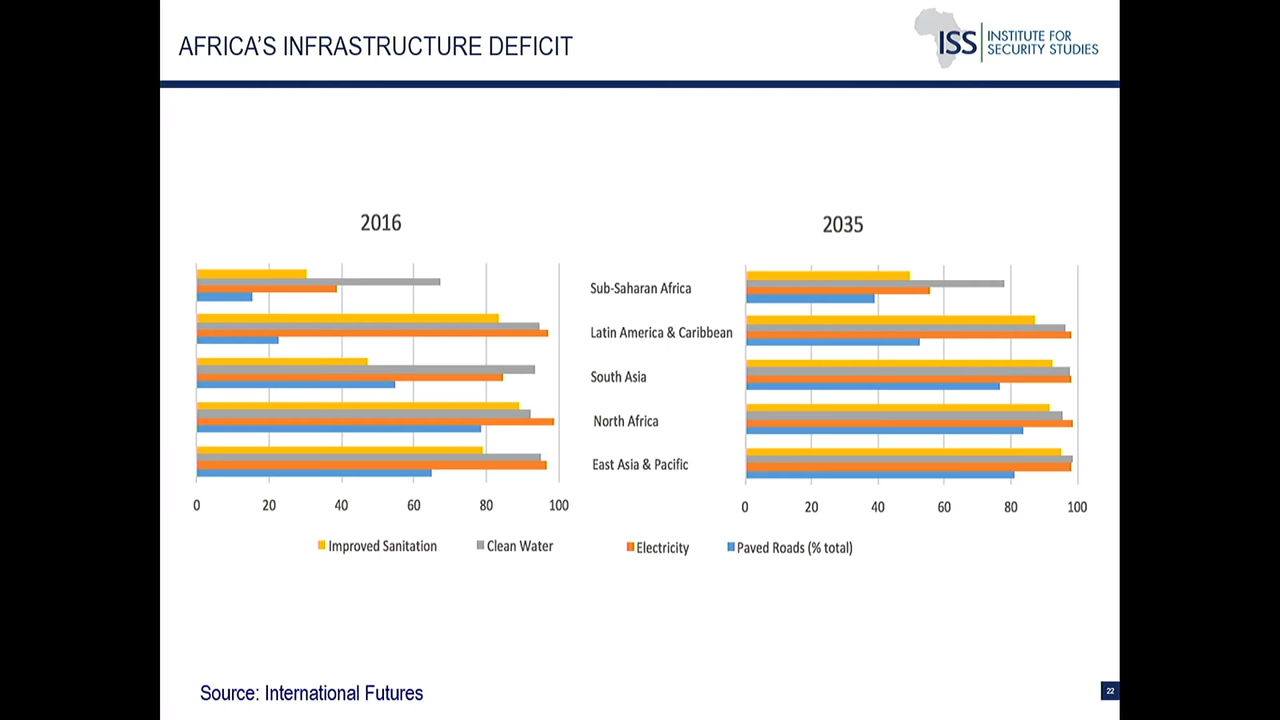 AFRICA'S INFRASTRUCTURE DEFICIT
ISS
INSTITUTE FOR
SECURITY STUDIES
2016
2035
Sub-Saharan Africa
Latin America & Caribbean
South Asia
North Africa
East Asia & Pacific
0 20 40 60 80 100
0 20 40 60 80 100
Improved Sanitation Clean Water Electricity Paved Roads (% total)
Source: International Futures
22